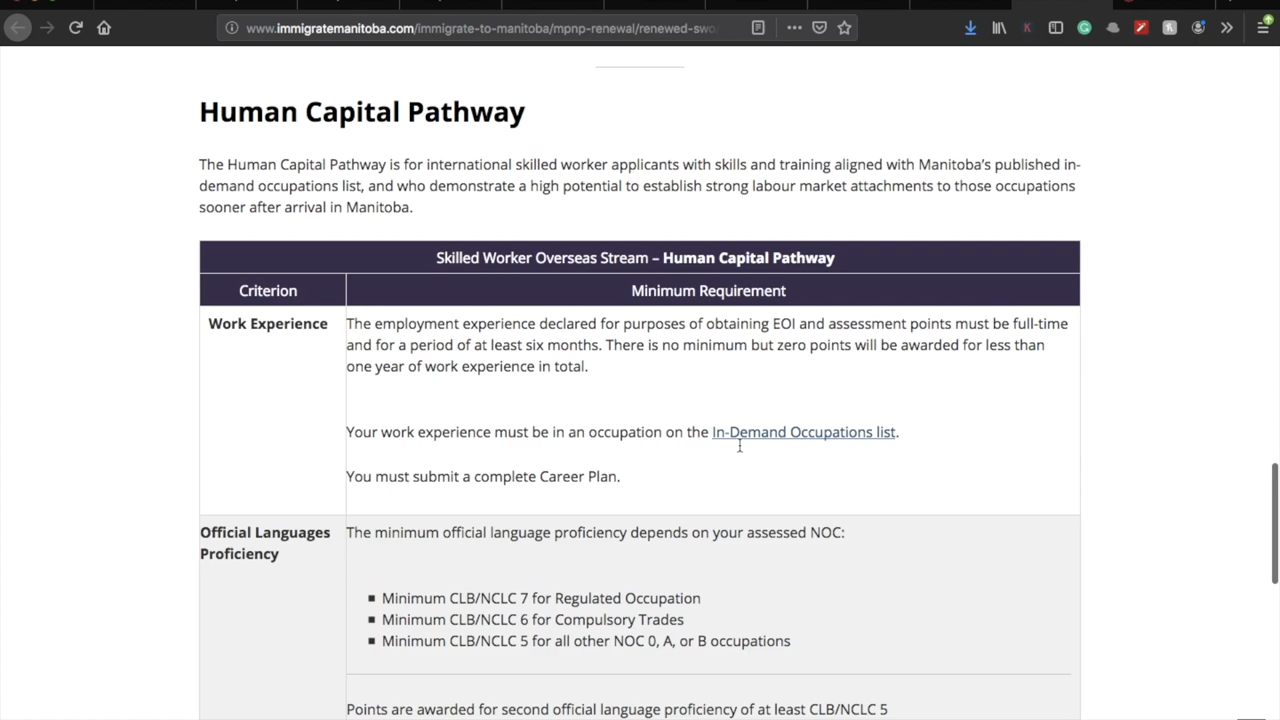 www.immigratemanitoba.com/immigrate-to-manitoba/mpnp-renewal/renewed-swo
Human Capital Pathway
The Human Capital Pathway is for international skilled worker applicants with skills and training aligned with Manitoba's published in-
demand occupations list, and who demonstrate a high potential to establish strong labour market attachments to those occupations
sooner after arrival in Manitoba.
Skilled Worker Overseas Stream – Human Capital Pathway
Criterion
Minimum Requirement
Work Experience
The employment experience declared for purposes of obtaining EOI and assessment points must be full-time
and for a period of at least six months. There is no minimum but zero points will be awarded for less than
one year of work experience in total.
Your work experience must be in an occupation on the In-Demand Occupations list.
You must submit a complete Career Plan.
Official Languages
Proficiency
The minimum official language proficiency depends on your assessed NOC:
■ Minimum CLB/NCLC 7 for Regulated Occupation
■ Minimum CLB/NCLC 6 for Compulsory Trades
■ Minimum CLB/NCLC 5 for all other NOC 0, A, or B occupations
Points are awarded for second official language proficiency of at least CLB/NCLC 5